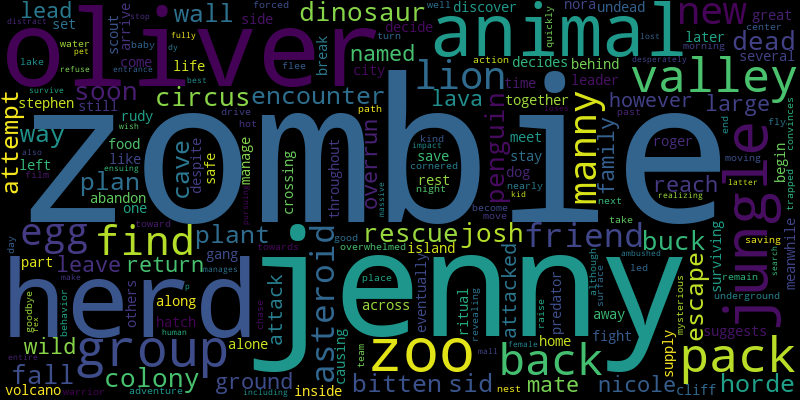 lead
set
wall
dinosaur
discover
nora
undead
new
scout
arrive
side
decide
quickly
great
center
distract
stop
baby
dy
well
forced
lost
morning
oliver
animal
water
pet
come
break
flee
turn
action
later
dead
lake
fully
named
lion
decides
behind
several
refuse
entrance
life
best
city
soon
survive
circus
encounter
time
leader
valley
stephen
still
rudy
drive
hot
lava
together
however
large
attempt
zombie
way
wish
food
path
penguin
meet
manny
past
end
fly
convinces
cave
despite
safe
manage
crossing
throughout
overrun
kind
impact
save
cornered
stay
family
roger
reach
begin
trapped
left
also
like
plan
ensuing
film
abandon
one
rest
night
dog
nearly
kid
next
moving
latter
realizing
jungle
massive
become
move
take
warrior
egg
find
plant
toward
rescue
josh
friend
buck
escape
surviving
saving
search
meanwhile
day
herd
jenny
good
overwhelmed
island
ambushed
led
remain
underground
part
leave
return
gang
manages
towards
asteroid
eventually
ritual
revealing
attacked
although
surface
mysterious
suggests
goodbye
rex
behavior
make
others
along
hatch
human
attack
chase
place
across
predator
away
raise
fight
wild
group
alone
causing
team
zoo
back
home
supply
pack
fall
colony
ground
inside
bitten
sid
female
mate
mall
nest
nicole
cliff
horde
volcano
entire
adventure
including
desperately